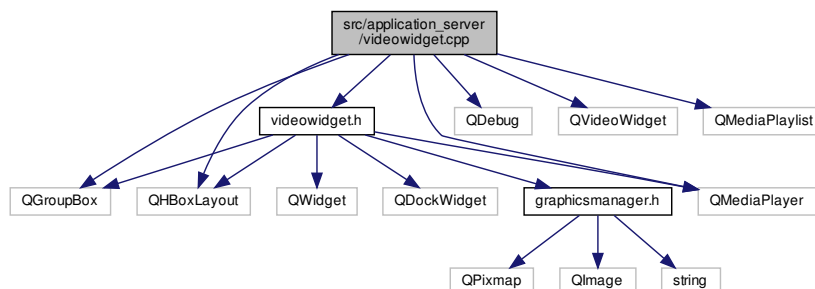 src/application_server
/videowidget.cpp
videowidget.h
QDebug
QVideoWidget
QMediaPlaylist
QGroupBox
QHBoxLayout
QWidget
QDockWidget
graphicsmanager.h
QMediaPlayer
QPixmap
QImage
string